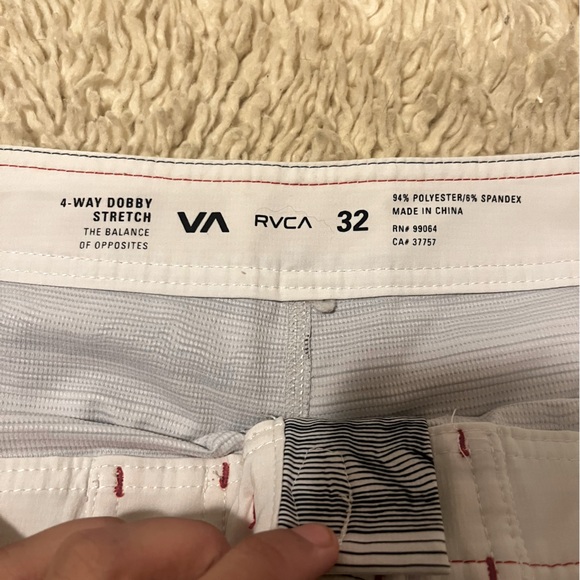 4-WAY DOBBY
STRETCH
THE BALANCE
OF OPPOSITES
VA
RVCA
32
94% POLYESTER/6% SPANDEX
MADE IN CHINA
RN# 99064
CA# 37757